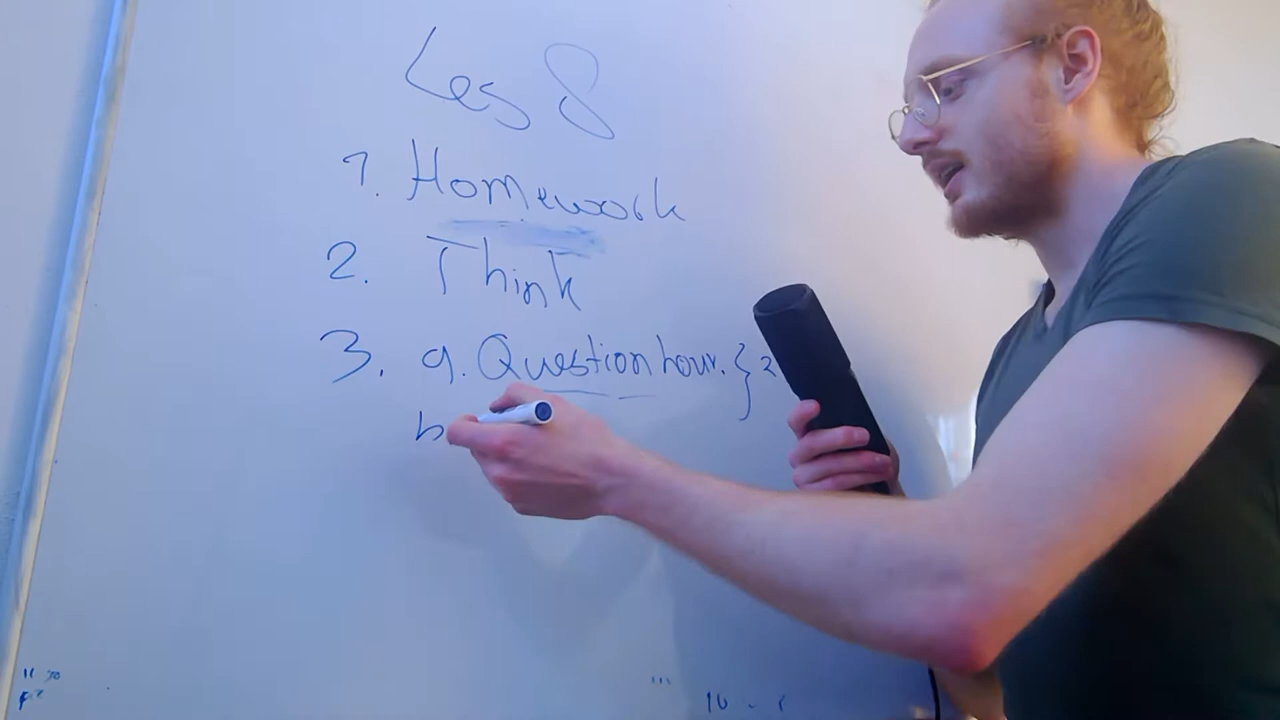 Les 8
1. Homework
2. Think
3. a. Question hour. } 2
b